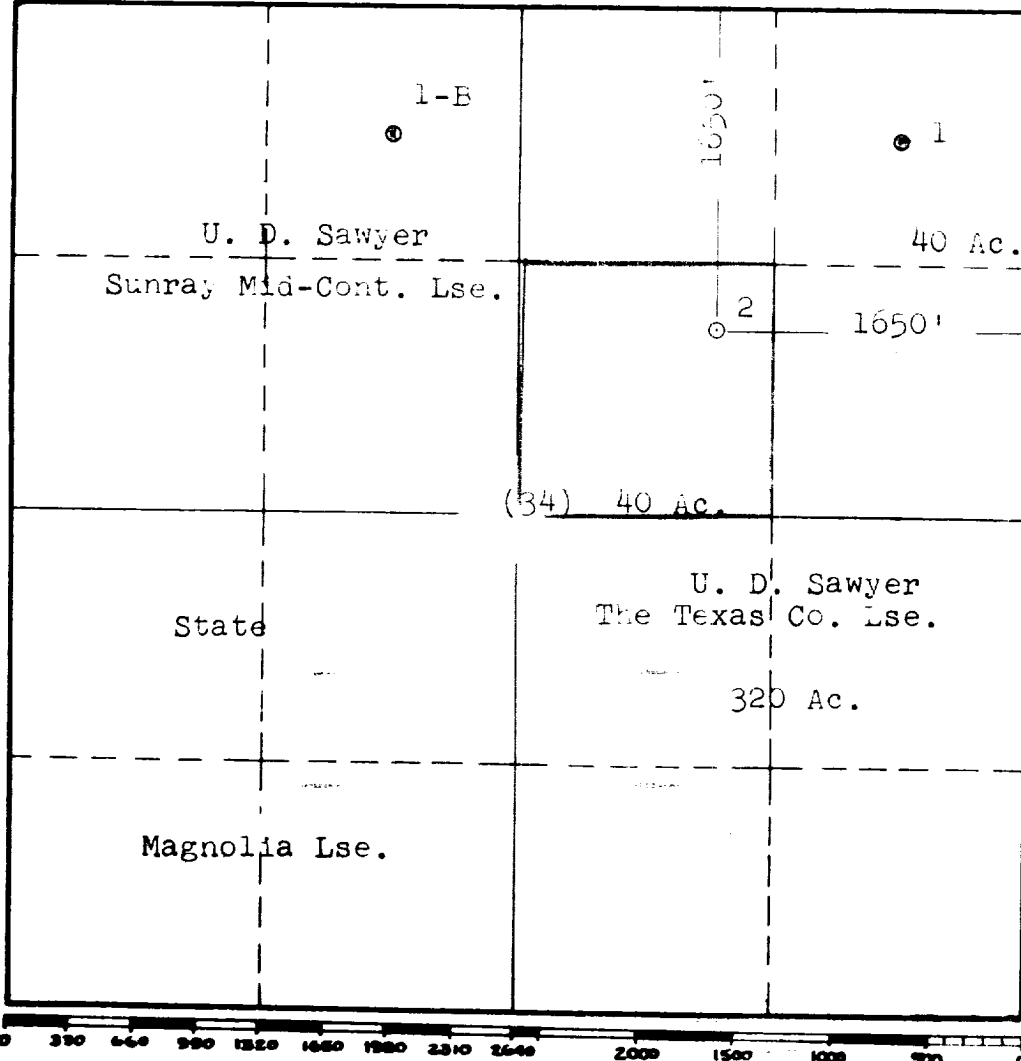 1-B
1650'
1
U. D. Sawyer
40 Ac.
Sunray Mid-Cont. Lse.
2
1650'
(34) 40 Ac.
U. D. Sawyer
The Texas Co. Lse.
State
320 Ac.
Magnolia Lse.
0 330 660 990 1320 1650 1980 2310 2640 2000 1500 1000 500